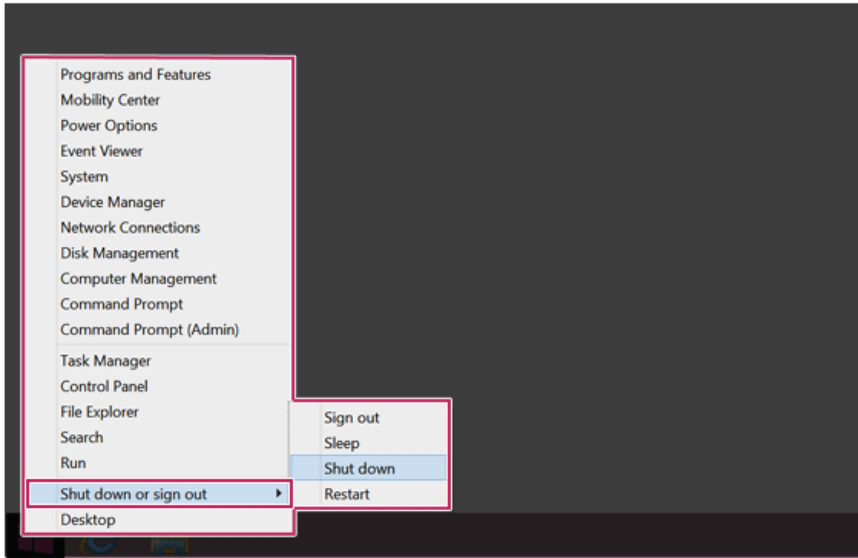 Programs and Features
Mobility Center
Power Options
Event Viewer
System
Device Manager
Network Connections
Disk Management
Computer Management
Command Prompt
Command Prompt (Admin)
Task Manager
Control Panel
File Explorer
Search
Run
Shut down or sign out
Desktop
Sign out
Sleep
Shut down
Restart